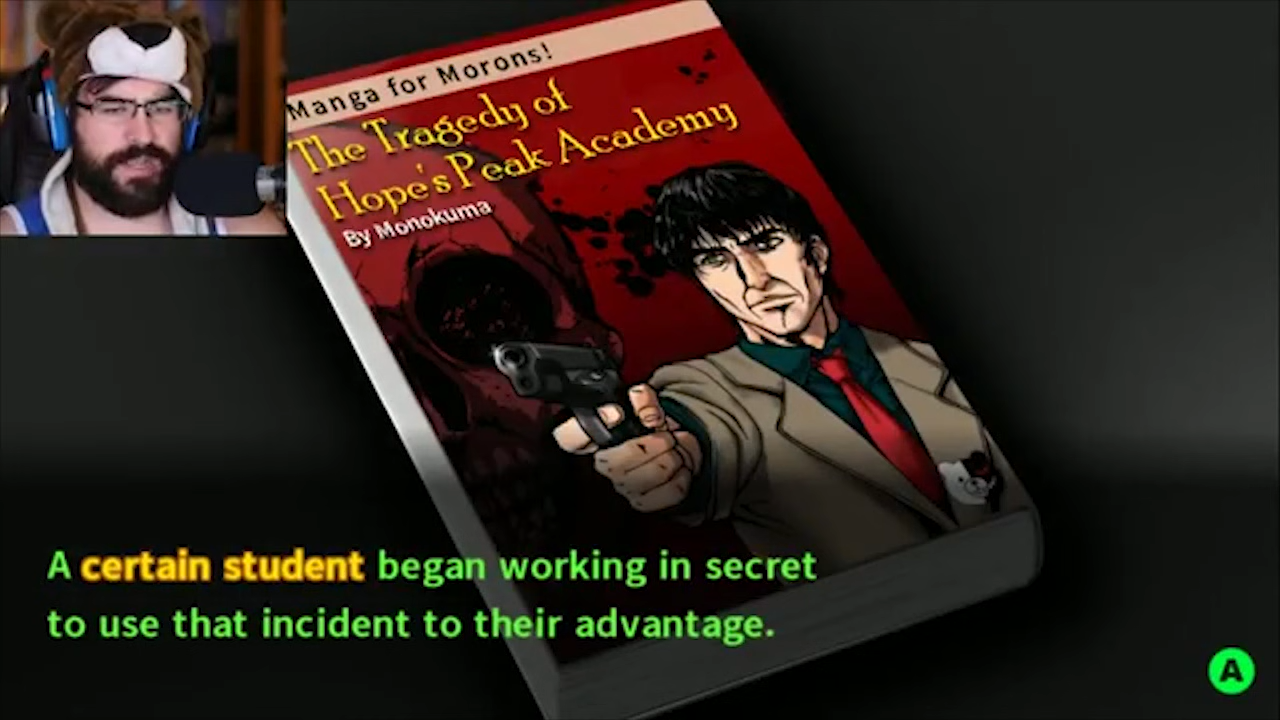 Manga for Morons!
The Tragedy of
Hope's Peak Academy
By Monokuma
A certain student began working in secret
to use that incident to their advantage.
A